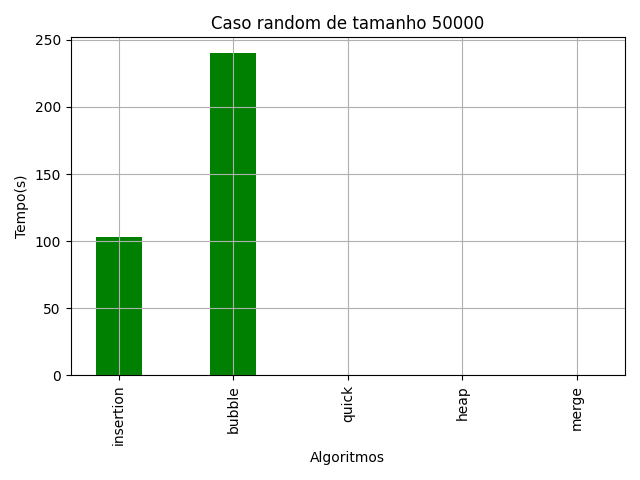 Caso random de tamanho 50000
250
200
150
100
50
0
Tempo(s)
insertion
bubble
quick
heap
merge
Algoritmos